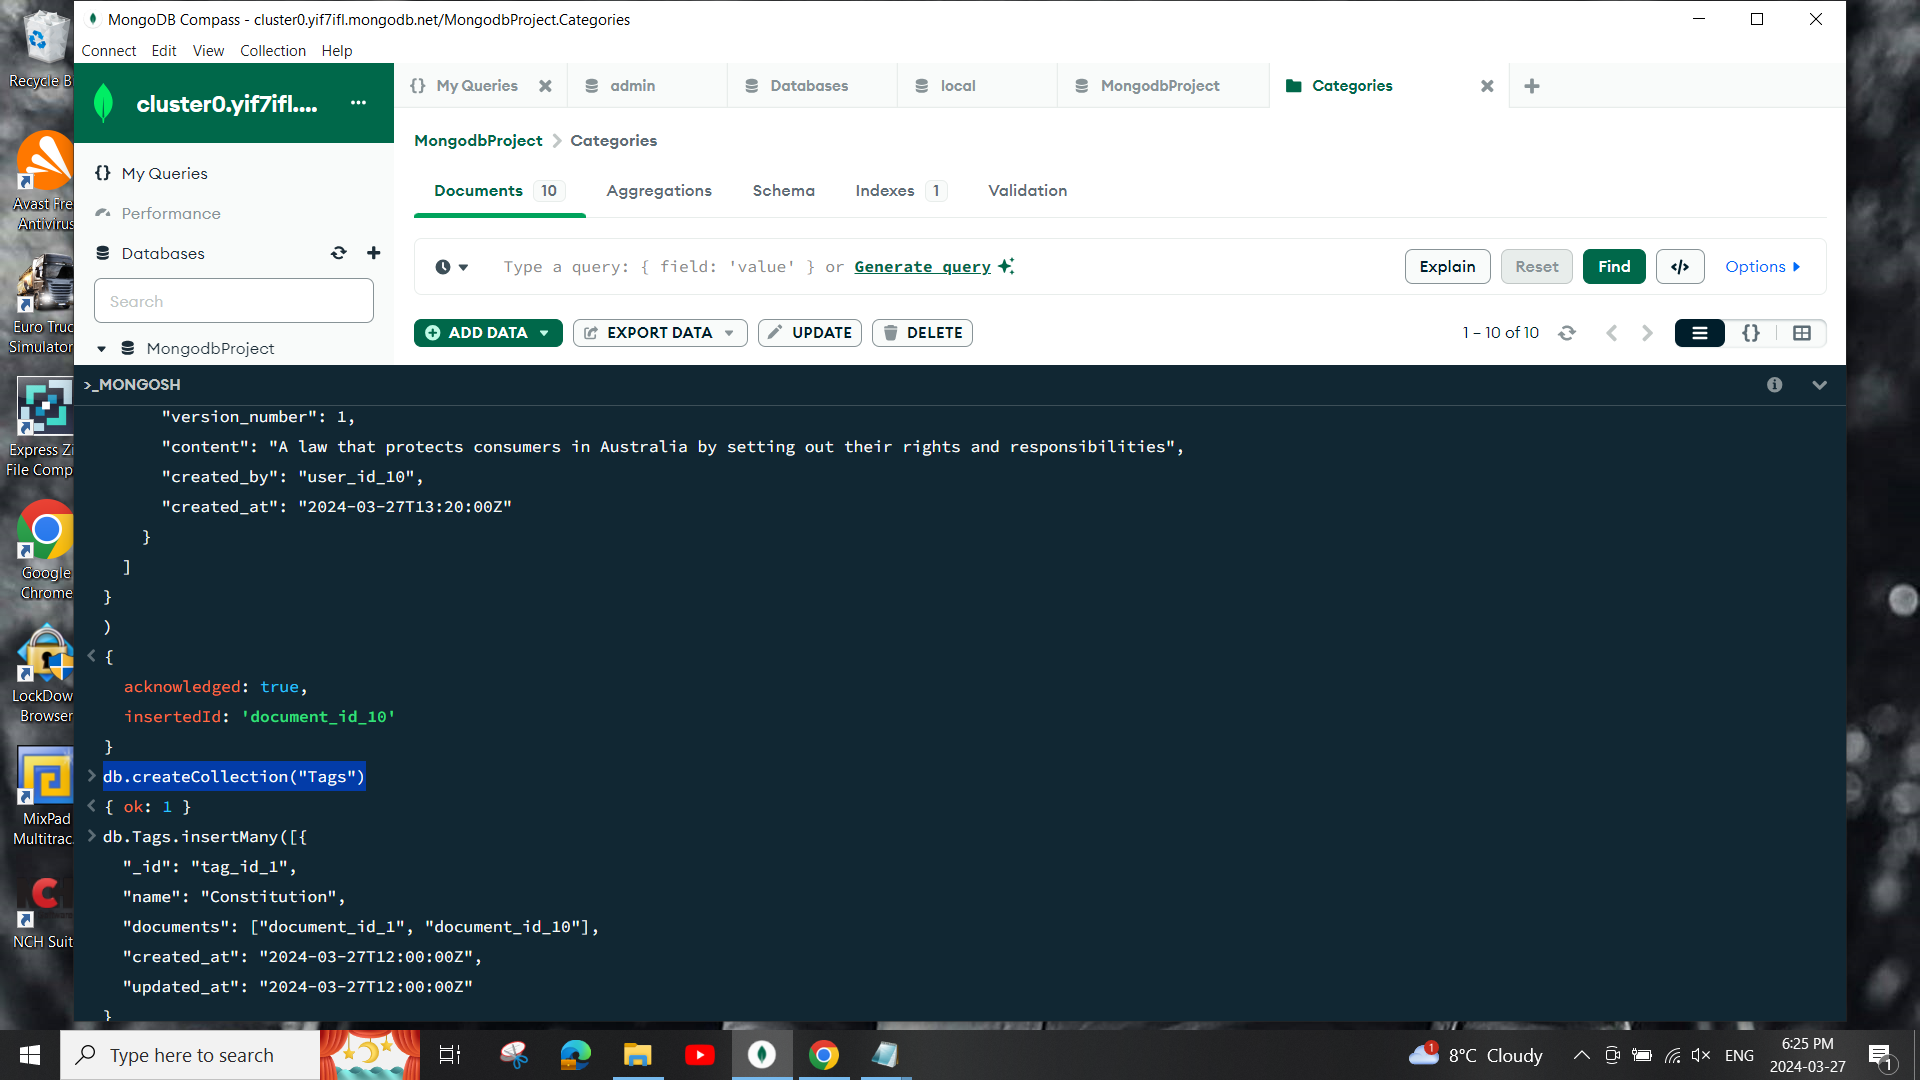 MongoDB Compass - cluster0.yif7ifl.mongodb.net/MongodbProject.Categories
Connect Edit View Collection Help
cluster0.yif7ifl.... ...
My Queries
admin
Databases
local
MongodbProject
Categories
MongodbProject > Categories
My Queries
Performance
Databases
Search
MongodbProject
Documents 10 Aggregations Schema Indexes 1 Validation
Type a query: { field: 'value' } or Generate query
Explain Reset Find </> Options
ADD DATA EXPORT DATA UPDATE DELETE
1 – 10 of 10
{}
>_MONGOSH
"version_number": 1,
"content": "A law that protects consumers in Australia by setting out their rights and responsibilities",
"created_by": "user_id_10",
"created_at": "2024-03-27T13:20:00Z"
}
]
}
)
< {
acknowledged: true,
insertedId: 'document_id_10'
}
> db.createCollection("Tags")
< { ok: 1 }
> db.Tags.insertMany([{
"_id": "tag_id_1",
"name": "Constitution",
"documents": ["document_id_1", "document_id_10"],
"created_at": "2024-03-27T12:00:00Z",
"updated_at": "2024-03-27T12:00:00Z"
}
Recycle B
Avast Fre
Antivirus
Euro Truc
Simulator
Express Zi
File Comp
Google
Chrome
LockDow
Browser
MixPad
Multitrac.
NCH Suit
Type here to search
1
8°C Cloudy
ENG
6:25 PM
2024-03-27
1